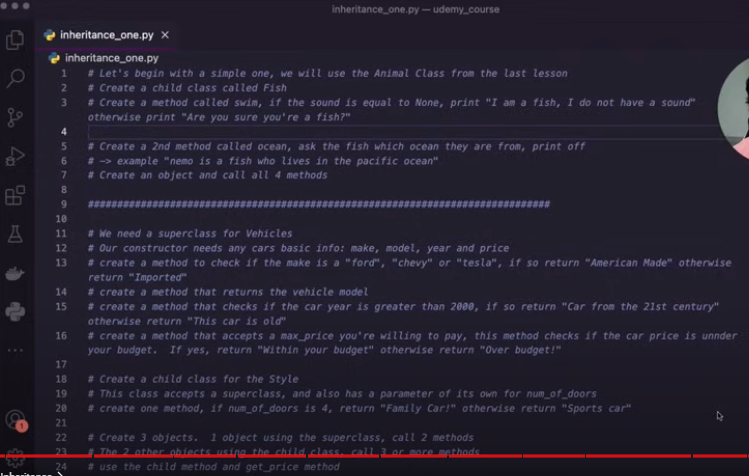 inheritance_one.py — udemy_course
inheritance_one.py ×
inheritance_one.py
1 # Let's begin with a simple one, we will use the Animal Class from the last lesson
2 # Create a child class called Fish
3 # Create a method called swim, if the sound is equal to None, print "I am a fish, I do not have a sound"
otherwise print "Are you sure you're a fish?"
4
5 # Create a 2nd method called ocean, ask the fish which ocean they are from, print off
6 # —> example "nemo is a fish who lives in the pacific ocean"
7 # Create an object and call all 4 methods
8
9 ###############################################################################
10
11 # We need a superclass for Vehicles
12 # Our constructor needs any cars basic info: make, model, year and price
13 # create a method to check if the make is a "ford", "chevy" or "tesla", if so return "American Made" otherwise
return "Imported"
14 # create a method that returns the vehicle model
15 # create a method that checks if the car year is greater than 2000, if so return "Car from the 21st century"
otherwise return "This car is old"
16 # create a method that accepts a max_price you're willing to pay, this method checks if the car price is unnder
your budget.  If yes, return "Within your budget" otherwise return "Over budget!"
17
18 # Create a child class for the Style
19 # This class accepts a superclass, and also has a parameter of its own for num_of_doors
20 # create one method, if num_of_doors is 4, return "Family Car!" otherwise return "Sports car"
21
22 # Create 3 objects.  1 object using the superclass, call 2 methods
23 # The 2 other objects using the child class, call 3 or more methods
24 # use the child method and get_price method
1
Inheritance >